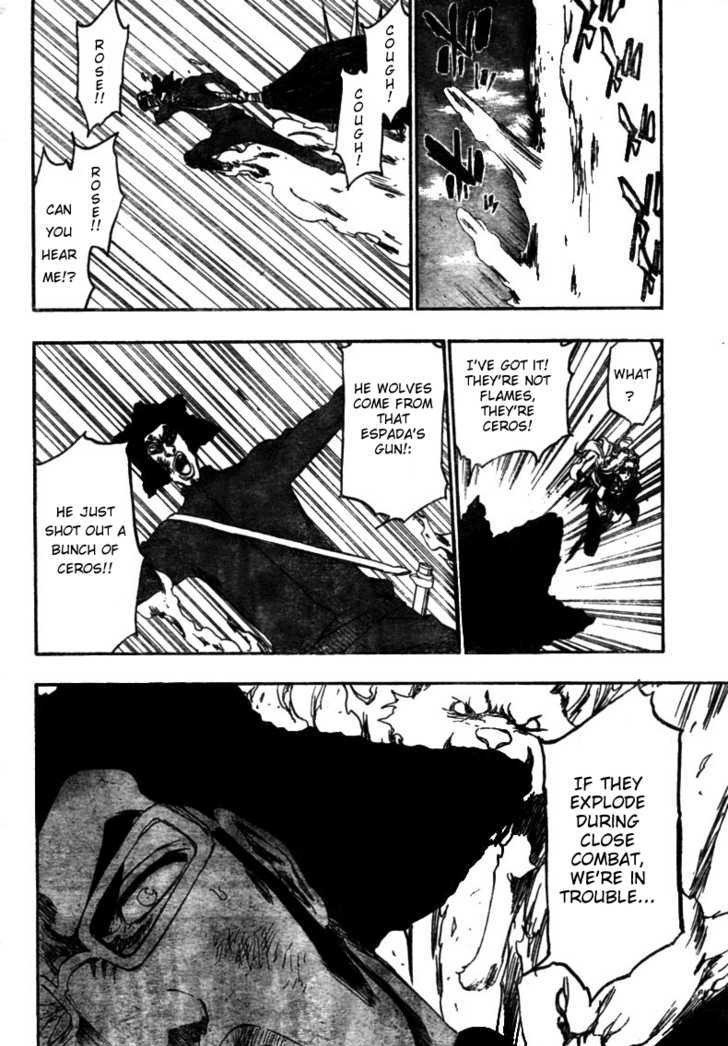 COUGH!
COUGH!
ROSE!!
ROSE!!
CAN
YOU
HEAR
ME!?
WHAT
?
I'VE GOT IT!
THEY'RE NOT
FLAMES,
THEY'RE
CEROS!
HE WOLVES
COME FROM
THAT
ESPADA'S
GUN!:
HE JUST
SHOT OUT A
BUNCH OF
CEROS!!
IF THEY
EXPLODE
DURING
CLOSE
COMBAT,
WE'RE IN
TROUBLE...